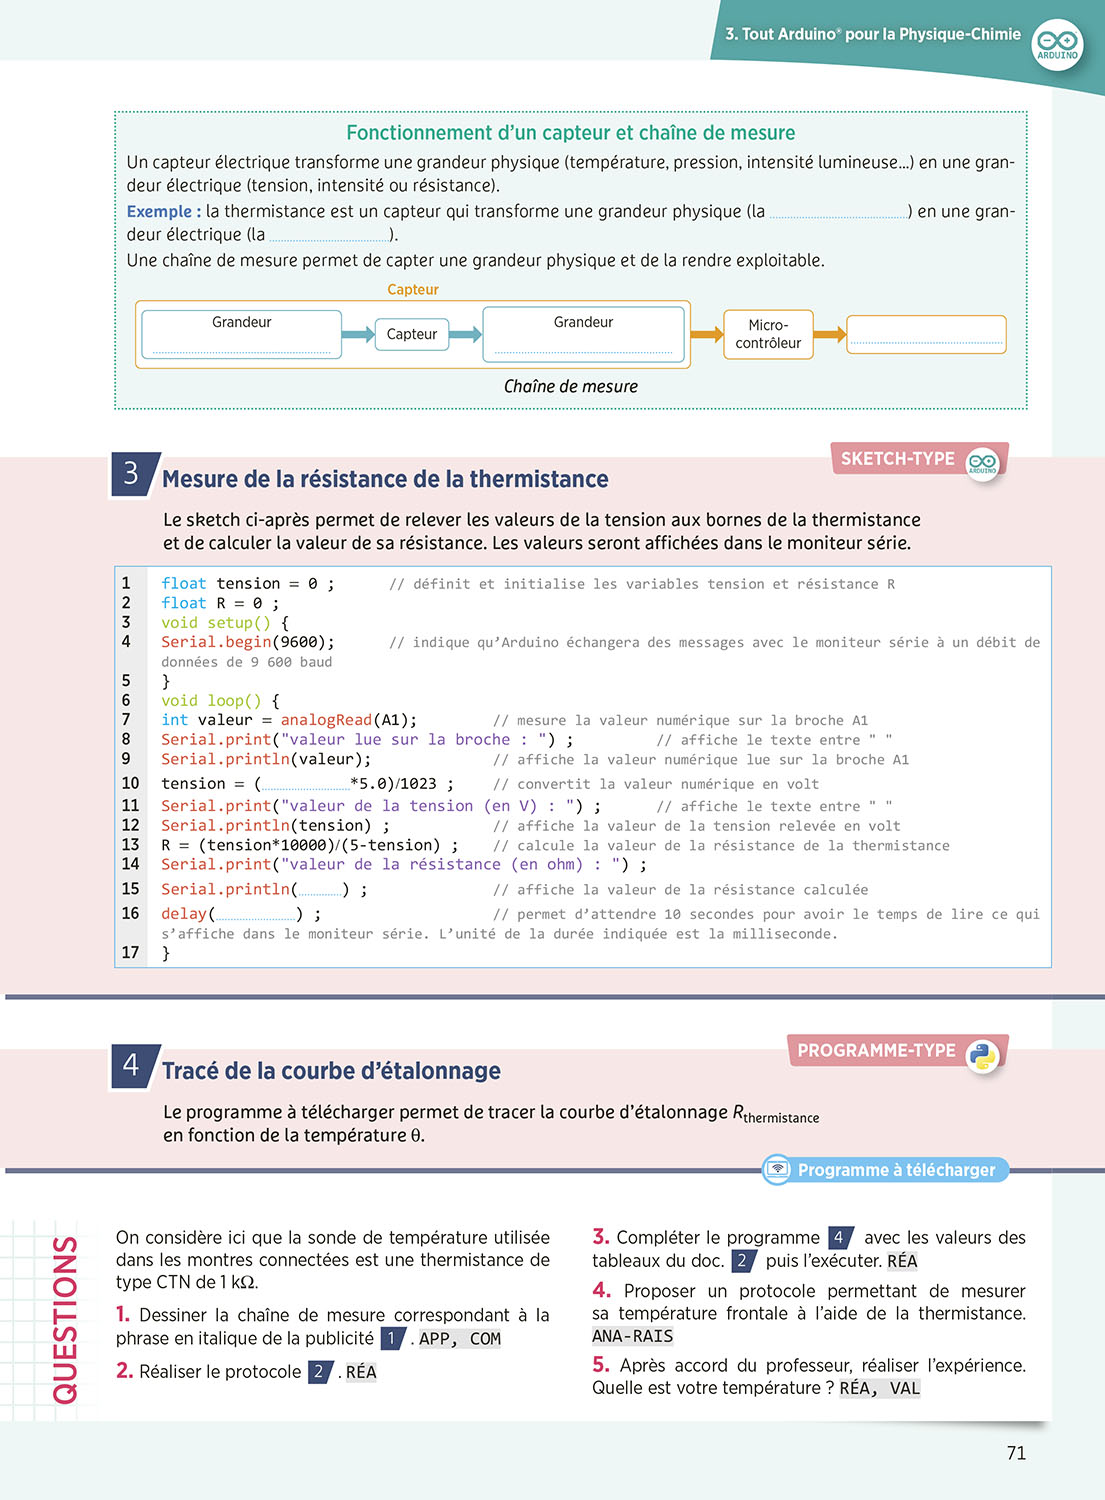 3. Tout Arduino® pour la Physique-Chimie
ARDUINO
Fonctionnement d’un capteur et chaîne de mesure
Un capteur électrique transforme une grandeur physique (température, pression, intensité lumineuse…) en une gran-
deur électrique (tension, intensité ou résistance).
Exemple : la thermistance est un capteur qui transforme une grandeur physique (la ..............................) en une gran-
deur électrique (la ..............................).
Une chaîne de mesure permet de capter une grandeur physique et de la rendre exploitable.
Capteur
Grandeur
Capteur
Grandeur
Micro-
contrôleur
Chaîne de mesure
SKETCH-TYPE
ARDUINO
3 Mesure de la résistance de la thermistance
Le sketch ci-après permet de relever les valeurs de la tension aux bornes de la thermistance
et de calculer la valeur de sa résistance. Les valeurs seront affichées dans le moniteur série.
1 float tension = 0 ; // définit et initialise les variables tension et résistance R
2 float R = 0 ;
3 void setup() {
4 Serial.begin(9600); // indique qu’Arduino échangera des messages avec le moniteur série à un débit de
données de 9 600 baud
5 }
6 void loop() {
7 int valeur = analogRead(A1); // mesure la valeur numérique sur la broche A1
8 Serial.print("valeur lue sur la broche : ") ; // affiche le texte entre " "
9 Serial.println(valeur); // affiche la valeur numérique lue sur la broche A1
10 tension = (....................*5.0)/1023 ; // convertit la valeur numérique en volt
11 Serial.print("valeur de la tension (en V) : ") ; // affiche le texte entre " "
12 Serial.println(tension) ; // affiche la valeur de la tension relevée en volt
13 R = (tension*10000)/(5-tension) ; // calcule la valeur de la résistance de la thermistance
14 Serial.print("valeur de la résistance (en ohm) : ") ;
15 Serial.println(..........) ; // affiche la valeur de la résistance calculée
16 delay(....................) ; // permet d’attendre 10 secondes pour avoir le temps de lire ce qui
s’affiche dans le moniteur série. L’unité de la durée indiquée est la milliseconde.
17 }
PROGRAMME-TYPE
4 Tracé de la courbe d’étalonnage
Le programme à télécharger permet de tracer la courbe d’étalonnage Rthermistance
en fonction de la température θ.
Programme à télécharger
QUESTIONS
On considère ici que la sonde de température utilisée
dans les montres connectées est une thermistance de
type CTN de 1 kΩ.
1. Dessiner la chaîne de mesure correspondant à la
phrase en italique de la publicité 1 . APP, COM
2. Réaliser le protocole 2 . RÉA
3. Compléter le programme 4 avec les valeurs des
tableaux du doc. 2 puis l’exécuter. RÉA
4. Proposer un protocole permettant de mesurer
sa température frontale à l’aide de la thermistance.
ANA-RAIS
5. Après accord du professeur, réaliser l’expérience.
Quelle est votre température ? RÉA, VAL
71